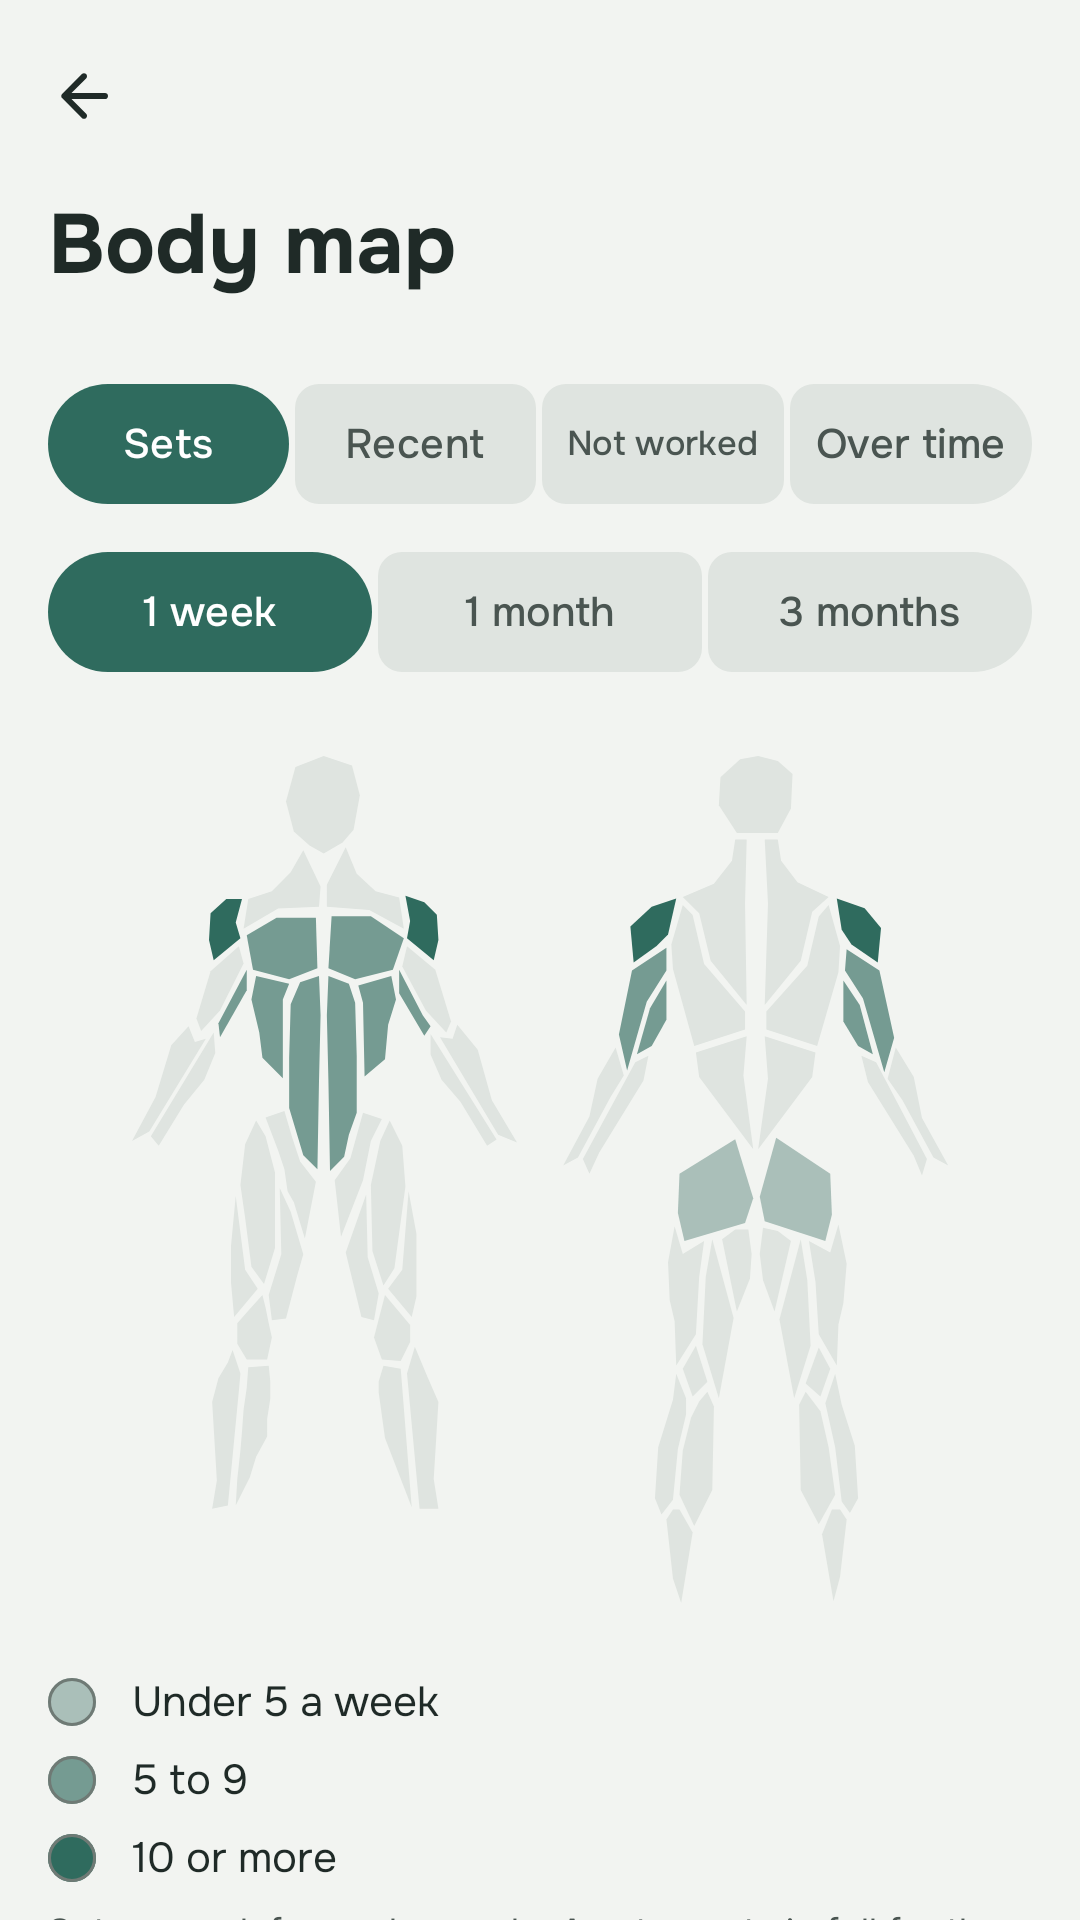 Body map
Sets Recent Not worked Over time
1 week 1 month 3 months
Under 5 a week
5 to 9
10 or more